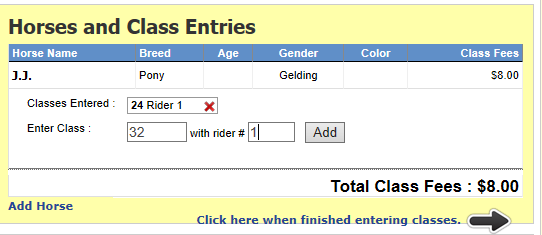 Horses and Class Entries
Horse Name Breed Age Gender Color Class Fees
J.J. Pony Gelding $8.00
Classes Entered : 24 Rider 1
Enter Class : 32 with rider # 1 Add
Total Class Fees : $8.00
Add Horse
Click here when finished entering classes.